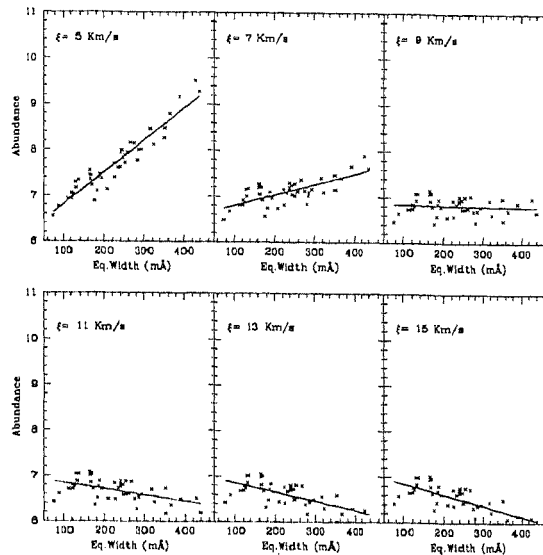 11
10
9
8
7
6
Abundance
ξ= 5 Km/s
ξ= 7 Km/s
ξ= 9 Km/s
100 200 300 400
100 200 300 400
100 200 300 400
Eq.Width (mÅ)
Eq.Width (mÅ)
Eq.Width (mÅ)
11
10
9
8
7
6
Abundance
ξ= 11 Km/s
ξ= 13 Km/s
ξ= 15 Km/s
100 200 300 400
100 200 300 400
100 200 300 400
Eq.Width (mÅ)
Eq.Width (mÅ)
Eq.Width (mÅ)